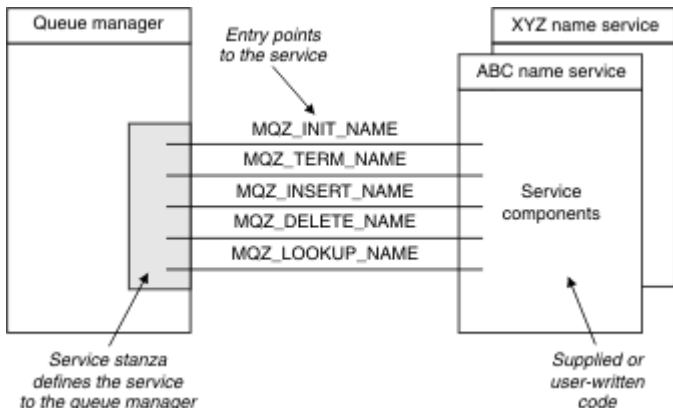 Queue manager
Entry points
to the service
XYZ name service
ABC name service
MQZ_INIT_NAME
MQZ_TERM_NAME
MQZ_INSERT_NAME
MQZ_DELETE_NAME
MQZ_LOOKUP_NAME
Service
components
Service stanza
defines the service
to the queue manager
Supplied or
user-written
code